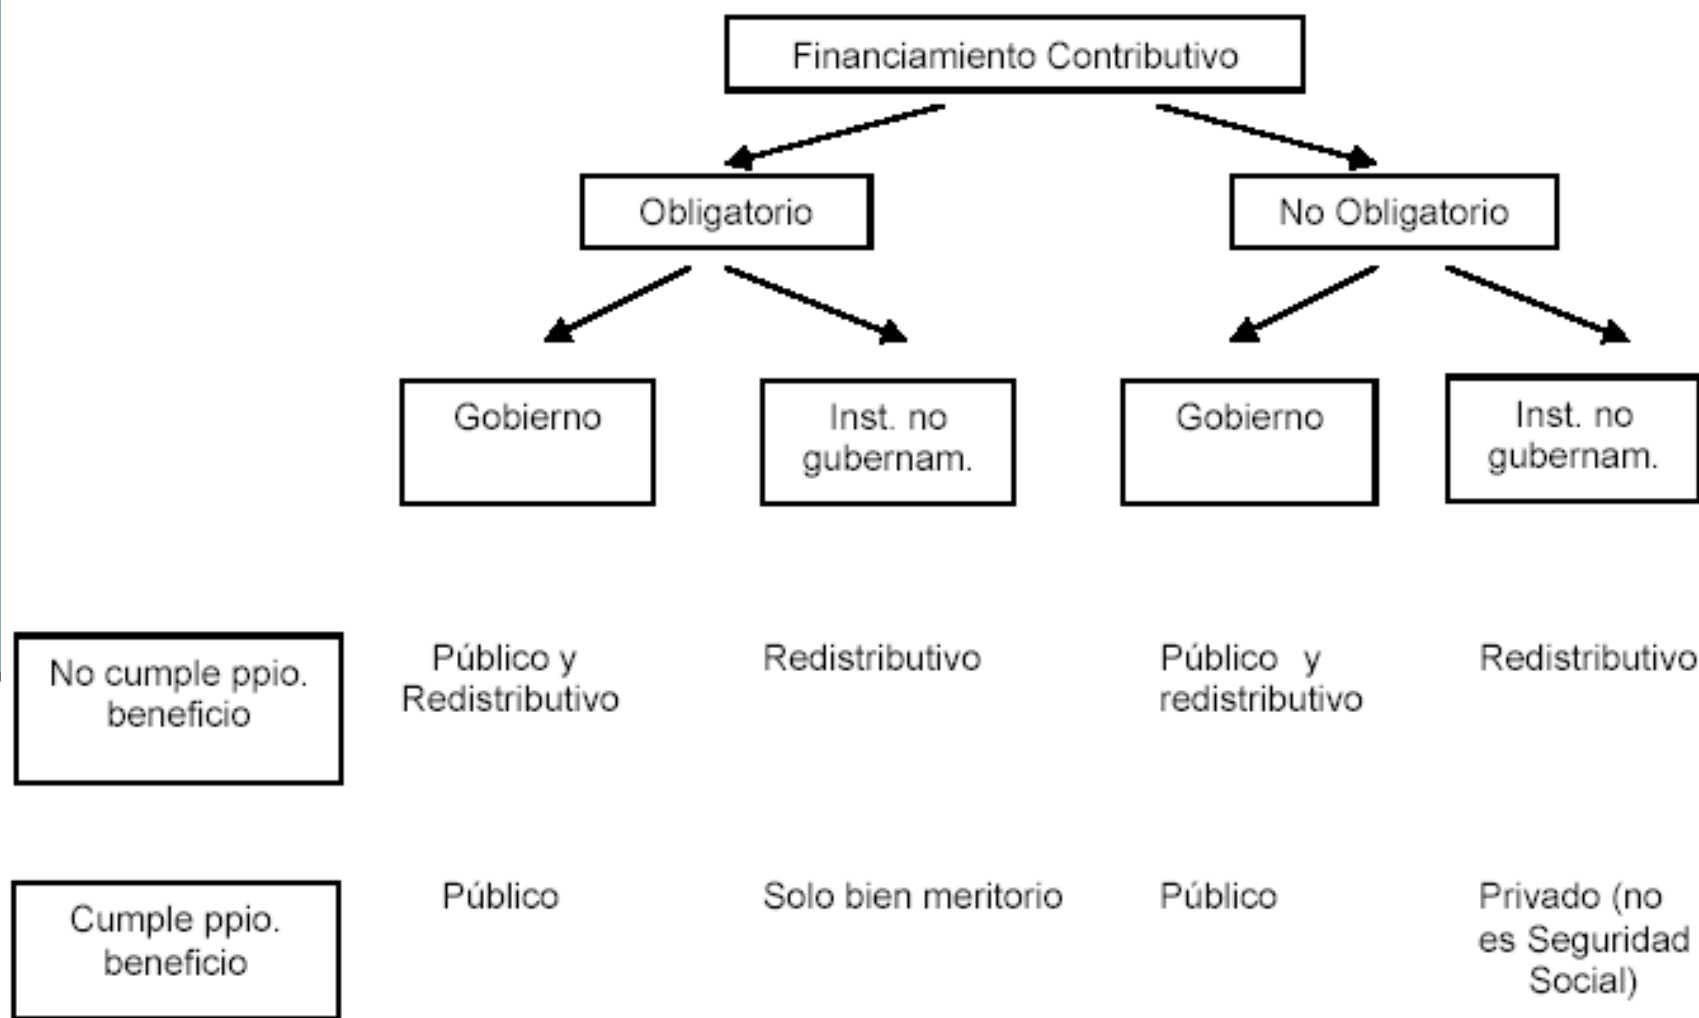 Financiamiento Contributivo
Obligatorio
No Obligatorio
Gobierno
Inst. no
gubernam.
Gobierno
Inst. no
gubernam.
No cumple ppio.
beneficio
Público y
Redistributivo
Redistributivo
Público y
redistributivo
Redistributivo
Cumple ppio.
beneficio
Público
Solo bien meritorio
Público
Privado (no
es Seguridad
Social)